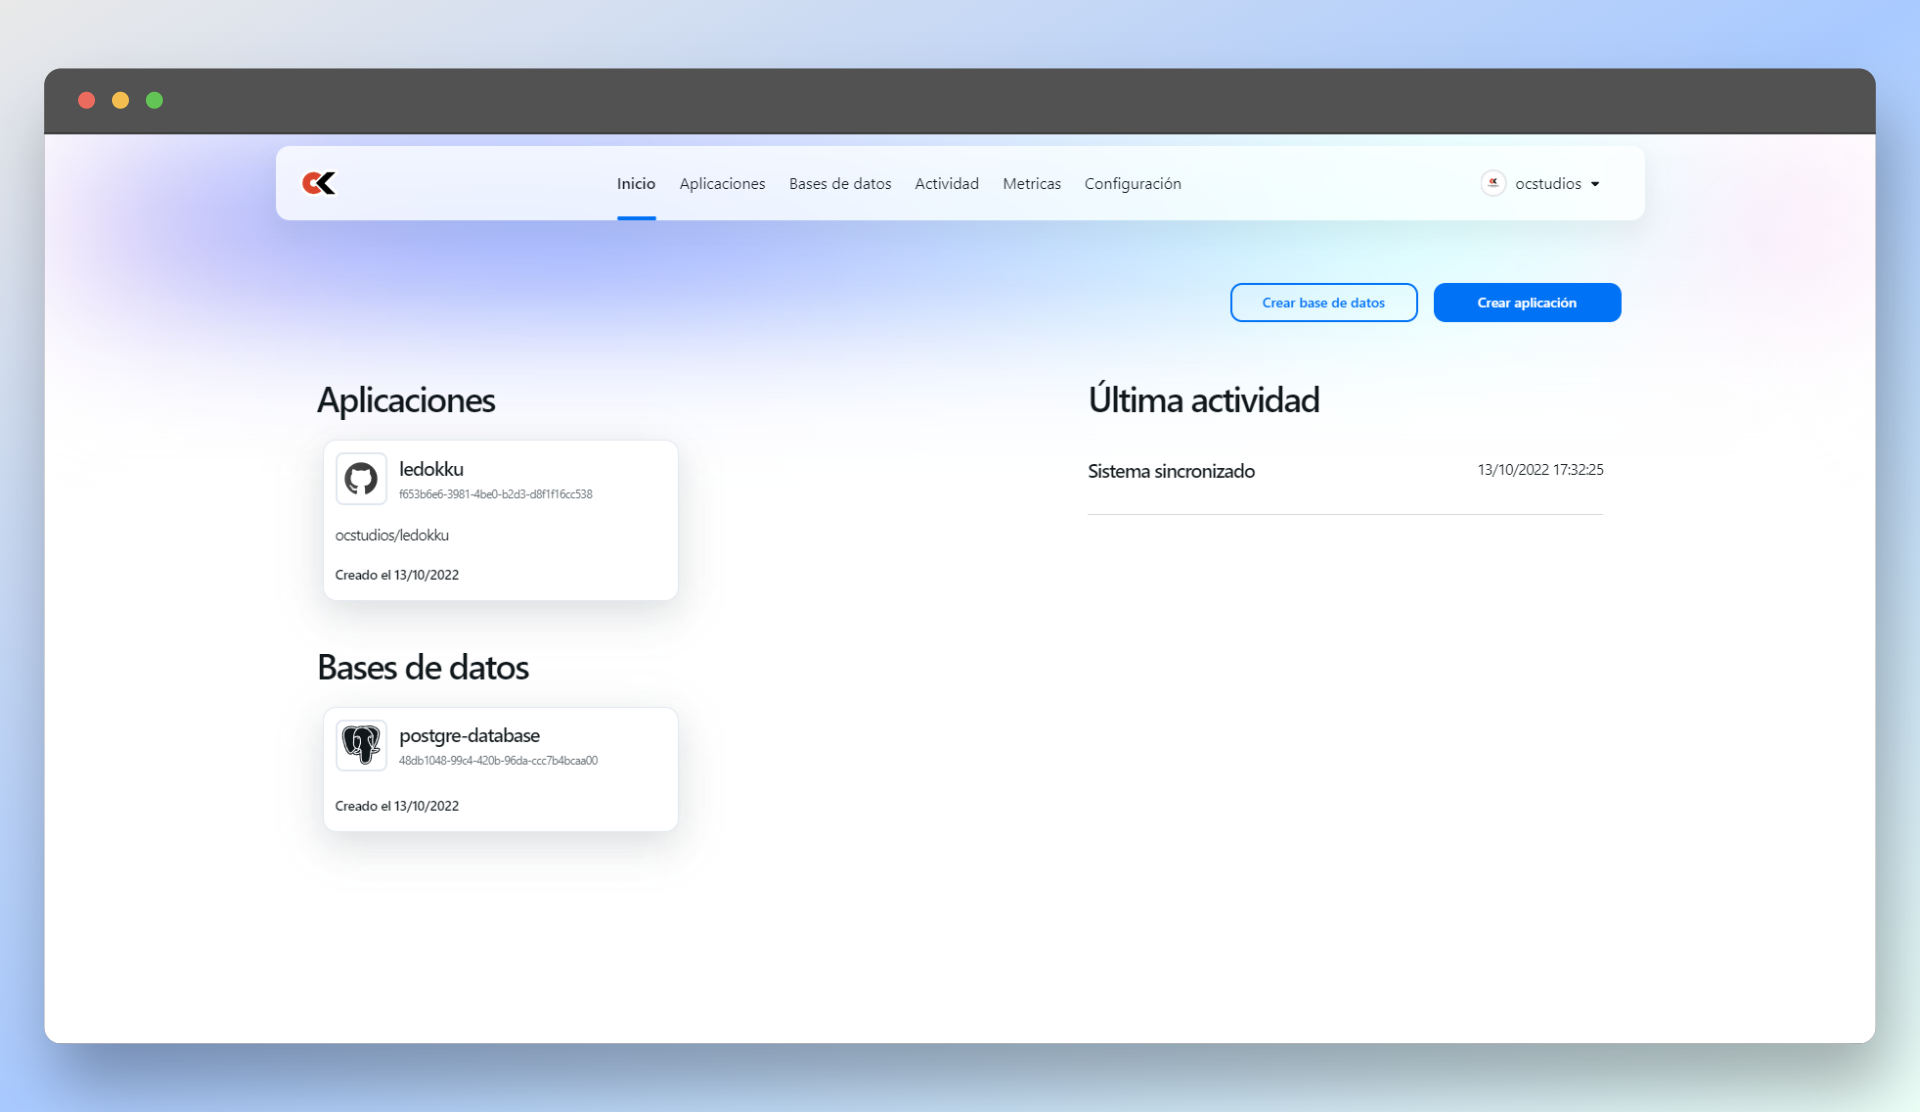 Inicio Aplicaciones Bases de datos Actividad Metricas Configuración ocstudios
Crear base de datos Crear aplicación
Aplicaciones
ledokku
f653b6e6-3981-4be0-b2d3-d8f1f16cc538
ocstudios/ledokku
Creado el 13/10/2022
Bases de datos
postgre-database
48db1048-99c4-420b-96da-ccc7b4bcaa00
Creado el 13/10/2022
Última actividad
Sistema sincronizado 13/10/2022 17:32:25